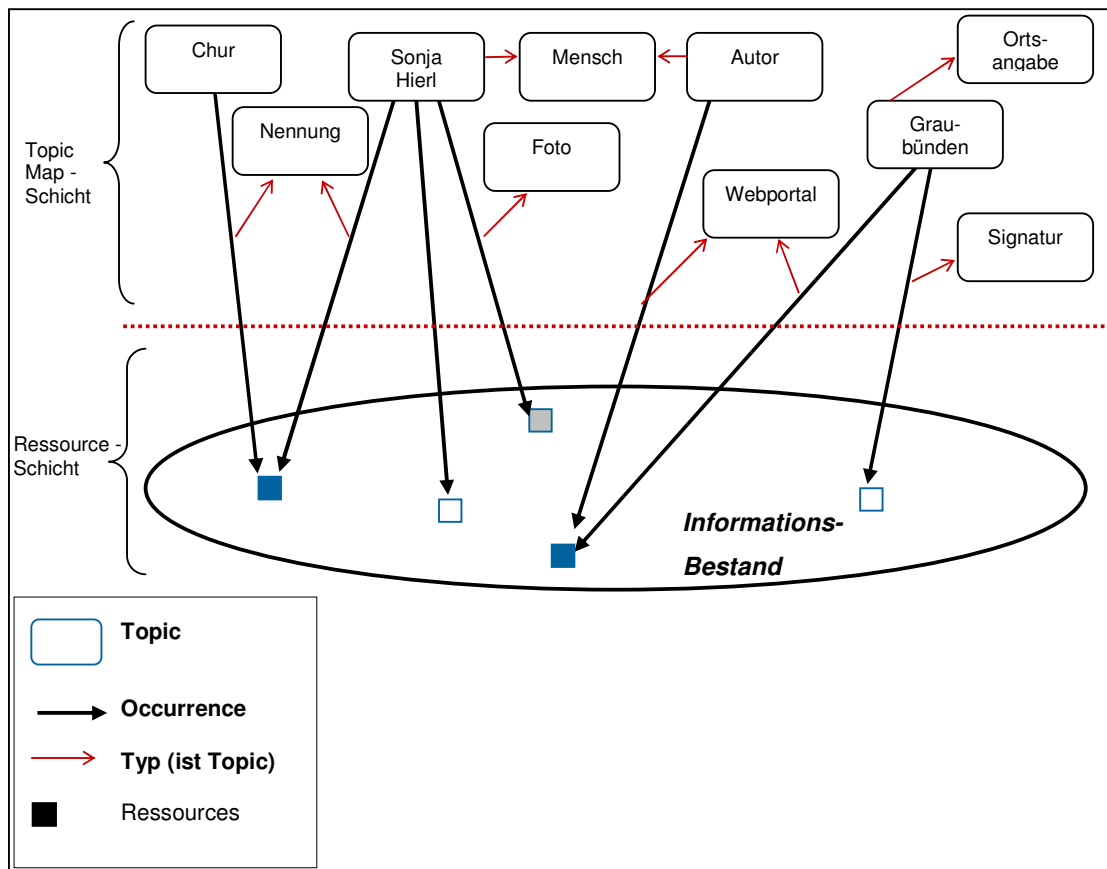 Chur
Sonja
Hierl
Mensch
Autor
Orts-
angabe
Nennung
Foto
Grau-
bünden
Topic
Map -
Schicht
Webportal
Signatur
Ressource -
Schicht
Informations-
Bestand
Topic
Occurrence
Typ (ist Topic)
Ressources